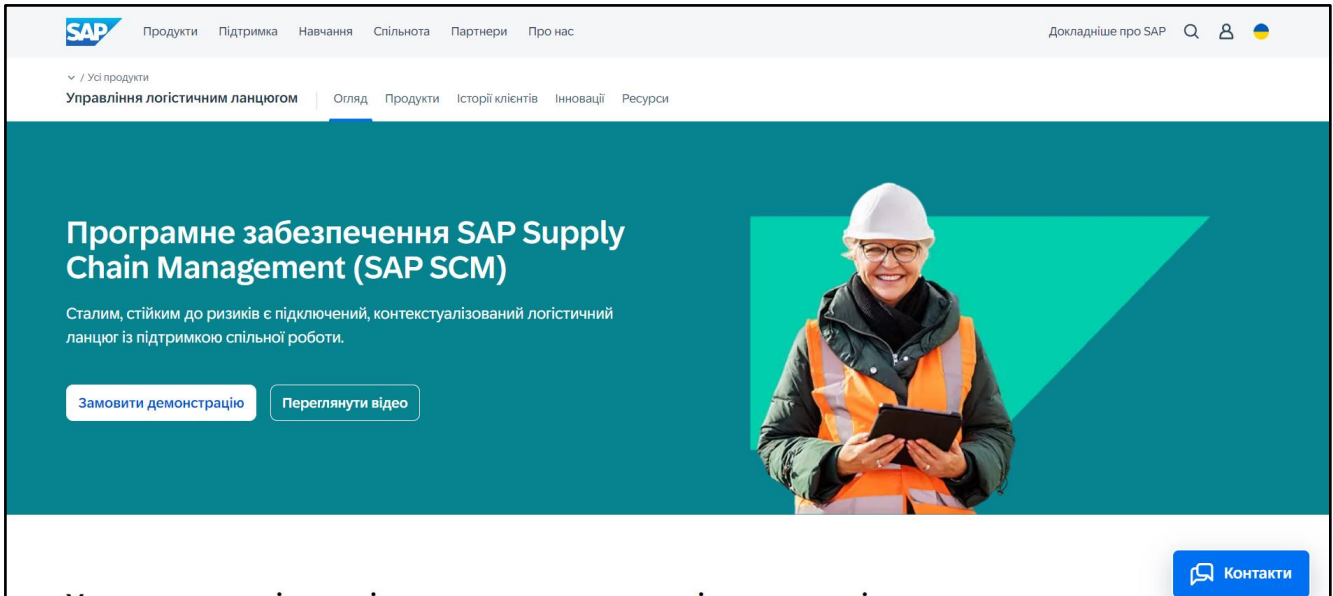 SAP Продукти Підтримка Навчання Спільнота Партнери Про нас Докладніше про SAP
/ Усі продукти
Управління логістичним ланцюгом Огляд Продукти Історії клієнтів Інновації Ресурси
Програмне забезпечення SAP Supply
Chain Management (SAP SCM)
Сталим, стійким до ризиків є підключений, контекстуалізований логістичний
ланцюг із підтримкою спільної роботи.
Замовити демонстрацію Переглянути відео
Контакти